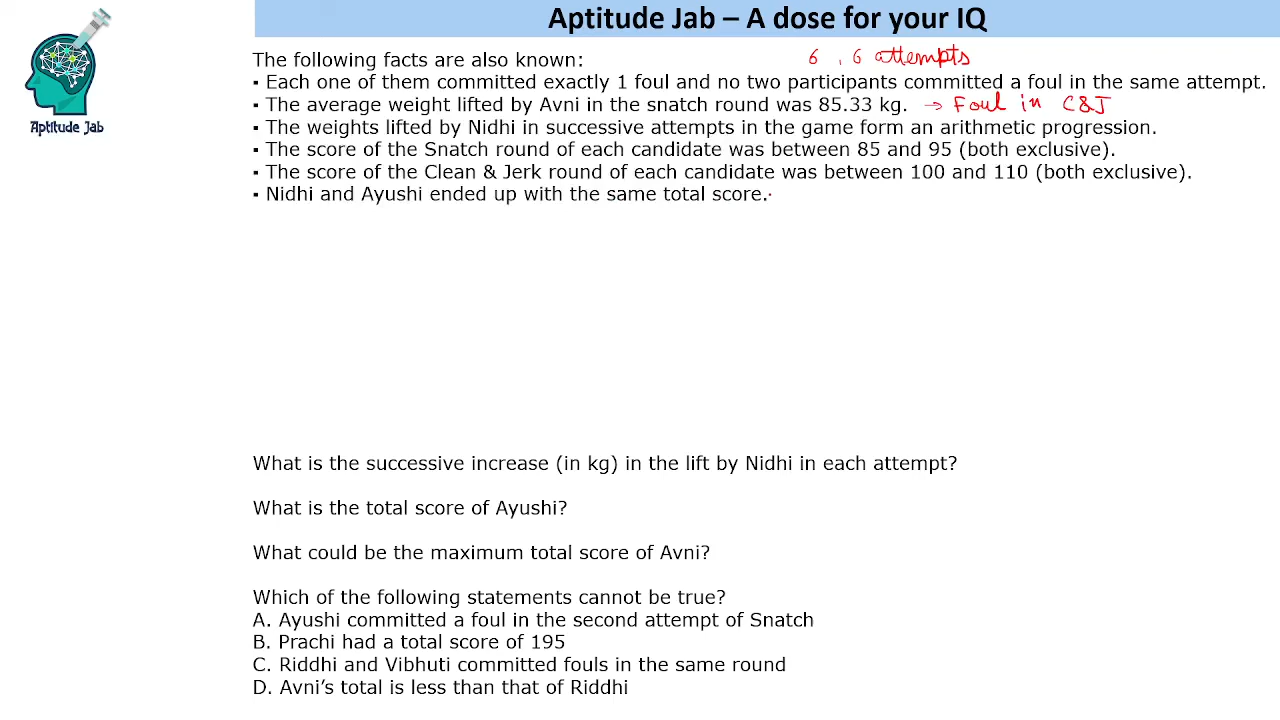 Aptitude Jab – A dose for your IQ
Aptitude Jab
The following facts are also known:
6 , 6 attempts
▪ Each one of them committed exactly 1 foul and no two participants committed a foul in the same attempt.
▪ The average weight lifted by Avni in the snatch round was 85.33 kg. → Foul in C&J
▪ The weights lifted by Nidhi in successive attempts in the game form an arithmetic progression.
▪ The score of the Snatch round of each candidate was between 85 and 95 (both exclusive).
▪ The score of the Clean & Jerk round of each candidate was between 100 and 110 (both exclusive).
▪ Nidhi and Ayushi ended up with the same total score.
What is the successive increase (in kg) in the lift by Nidhi in each attempt?
What is the total score of Ayushi?
What could be the maximum total score of Avni?
Which of the following statements cannot be true?
A. Ayushi committed a foul in the second attempt of Snatch
B. Prachi had a total score of 195
C. Riddhi and Vibhuti committed fouls in the same round
D. Avni's total is less than that of Riddhi